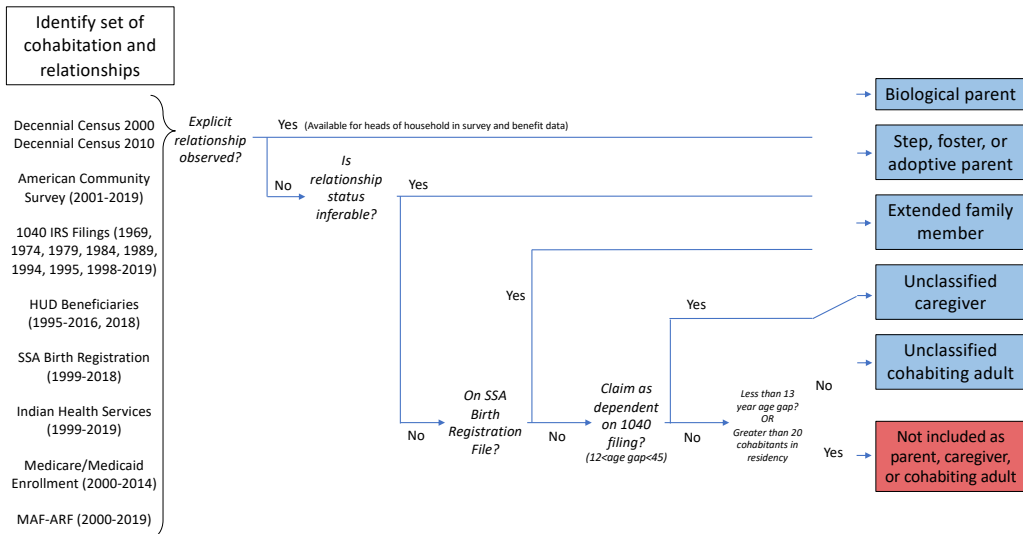 Identify set of
cohabitation and
relationships
Decennial Census 2000
Decennial Census 2010
American Community
Survey (2001-2019)
1040 IRS Filings (1969,
1974, 1979, 1984, 1989,
1994, 1995, 1998-2019)
HUD Beneficiaries
(1995-2016, 2018)
SSA Birth Registration
(1999-2018)
Indian Health Services
(1999-2019)
Medicare/Medicaid
Enrollment (2000-2014)
MAF-ARF (2000-2019)
Explicit
relationship
observed?
Yes (Available for heads of household in survey and benefit data)
No
Is
relationship
status
inferable?
Yes
No
On SSA
Birth
Registration
File?
Yes
No
Claim as
dependent
on 1040
filing?
(12<age gap<45)
Yes
No
Less than 13
year age gap?
OR
Greater than 20
cohabitants in
residency
No
Yes
Biological parent
Step, foster, or
adoptive parent
Extended family
member
Unclassified
caregiver
Unclassified
cohabiting adult
Not included as
parent, caregiver,
or cohabiting adult